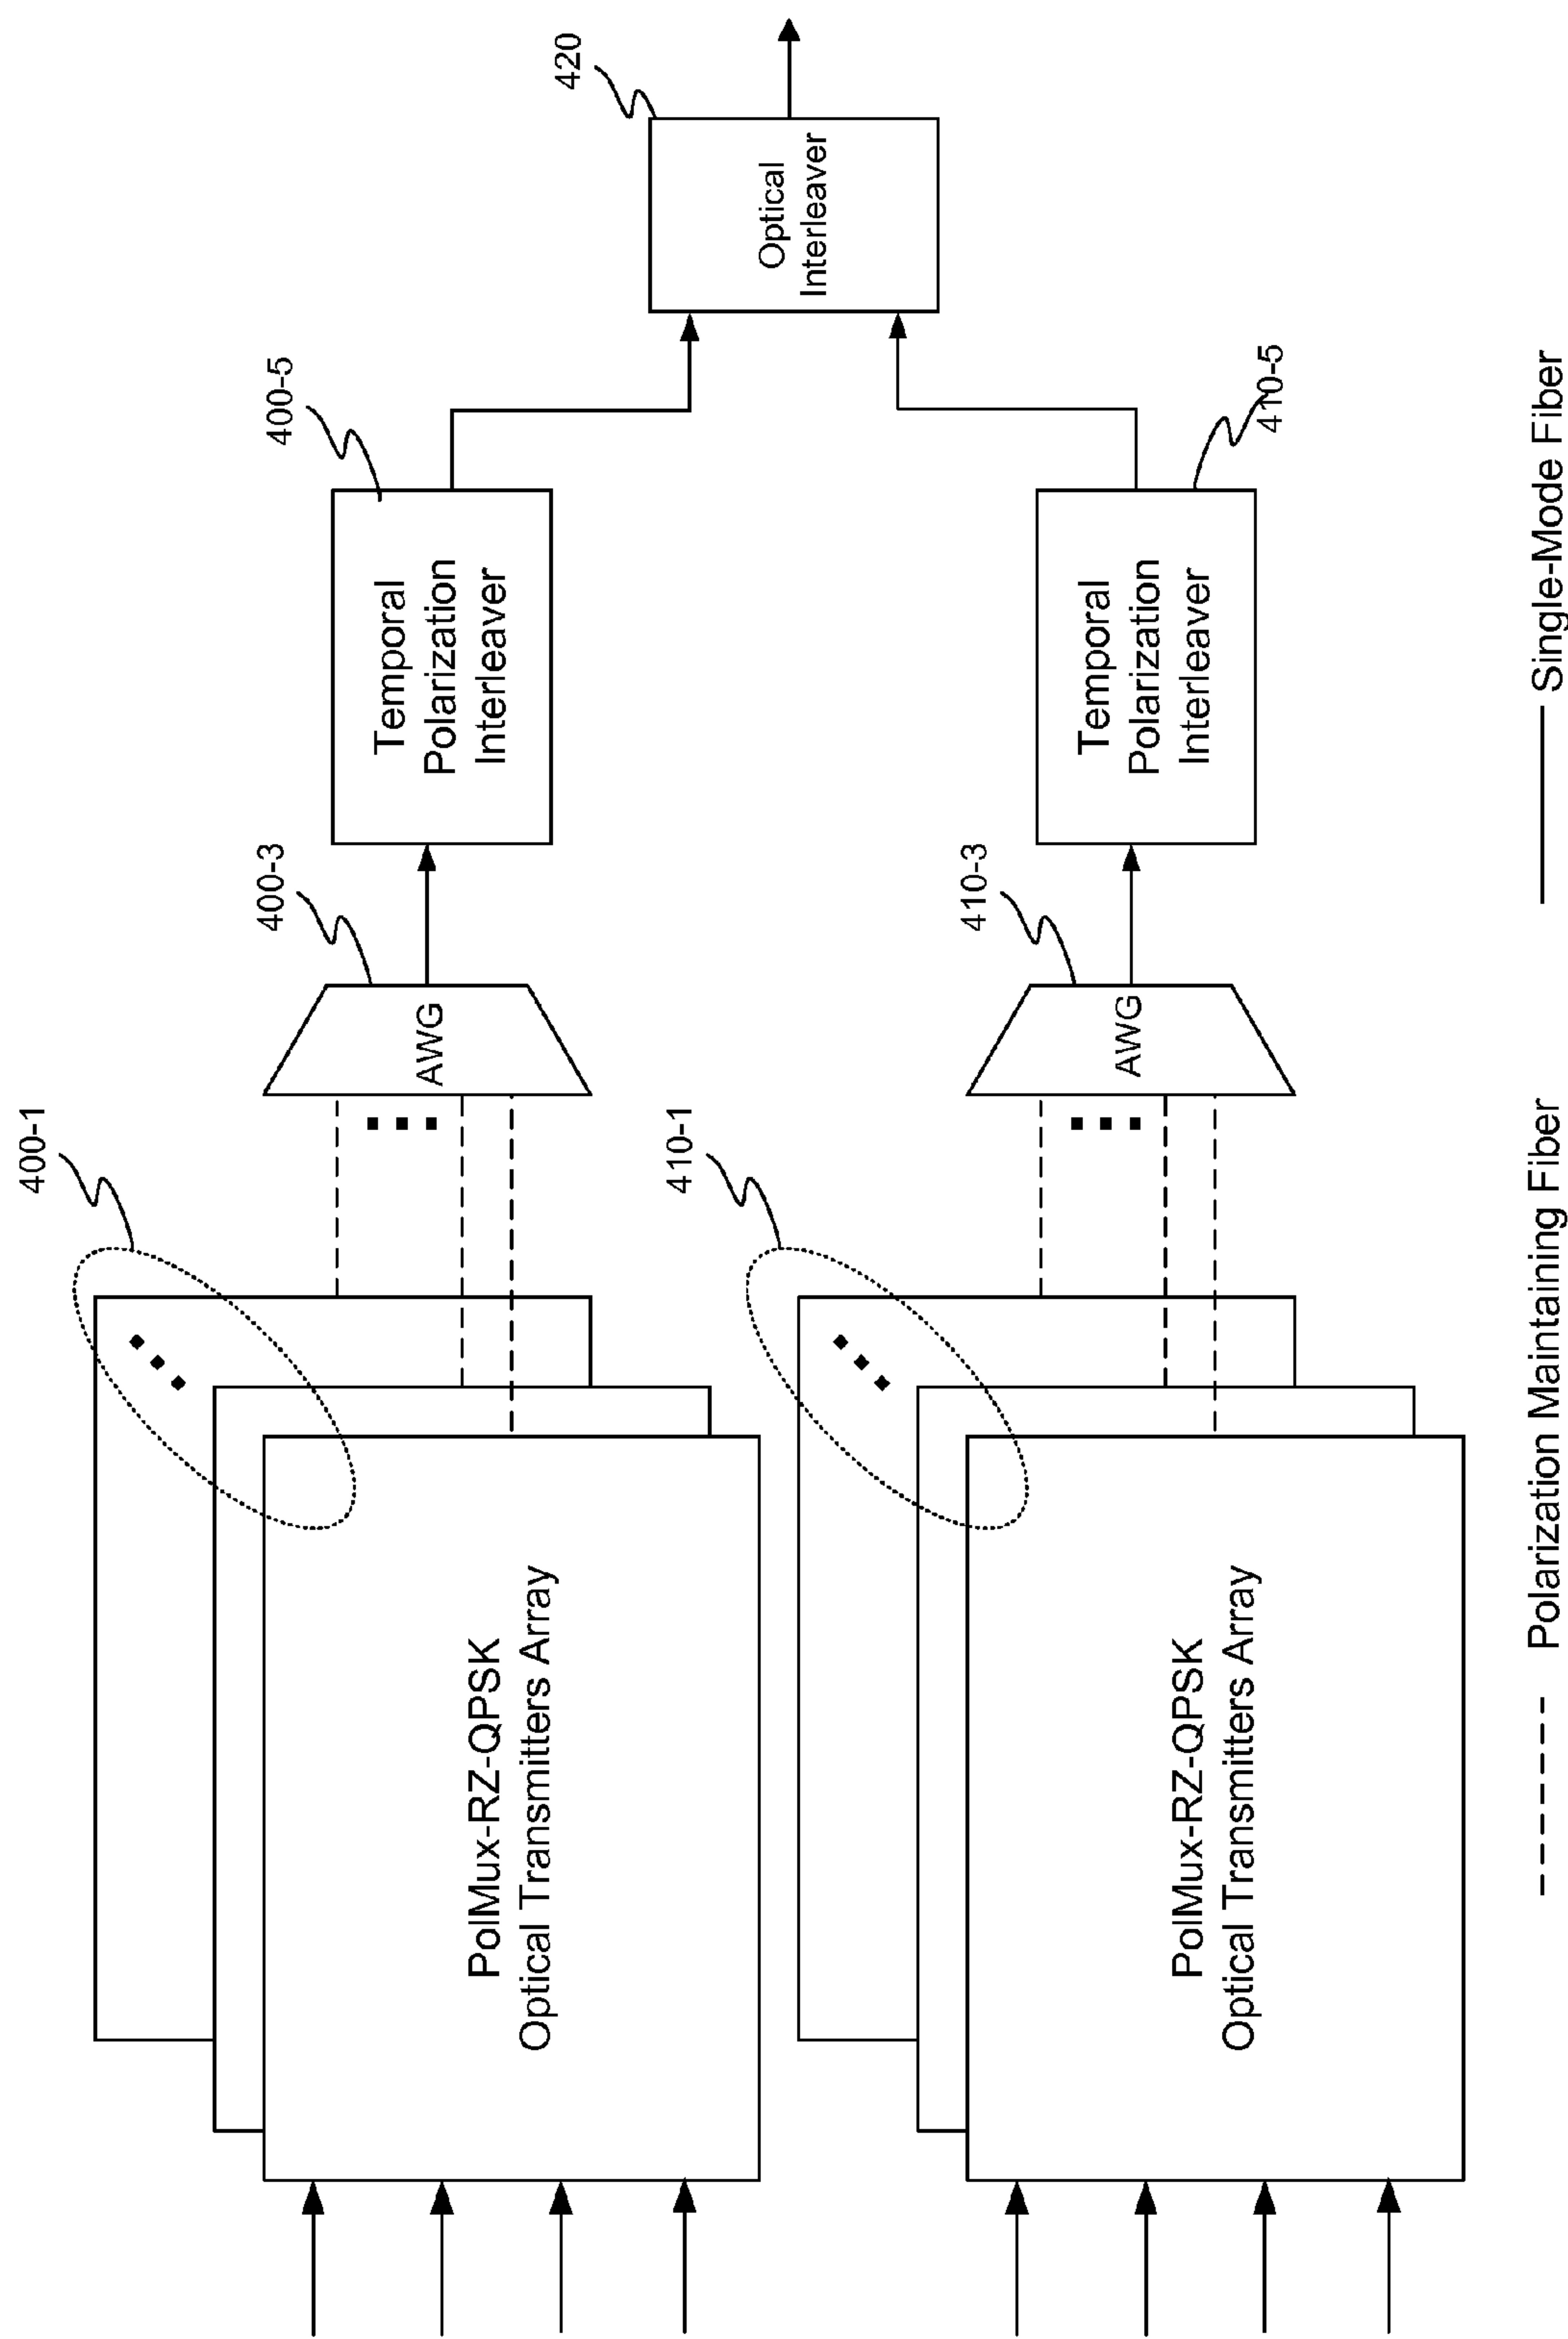 400-1
PolMux-RZ-QPSK
Optical Transmitters Array
400-3
AWG
400-5
Temporal
Polarization
Interleaver
420
Optical
Interleaver
410-1
PolMux-RZ-QPSK
Optical Transmitters Array
410-3
AWG
410-5
Temporal
Polarization
Interleaver
Polarization Maintaining Fiber
Single-Mode Fiber